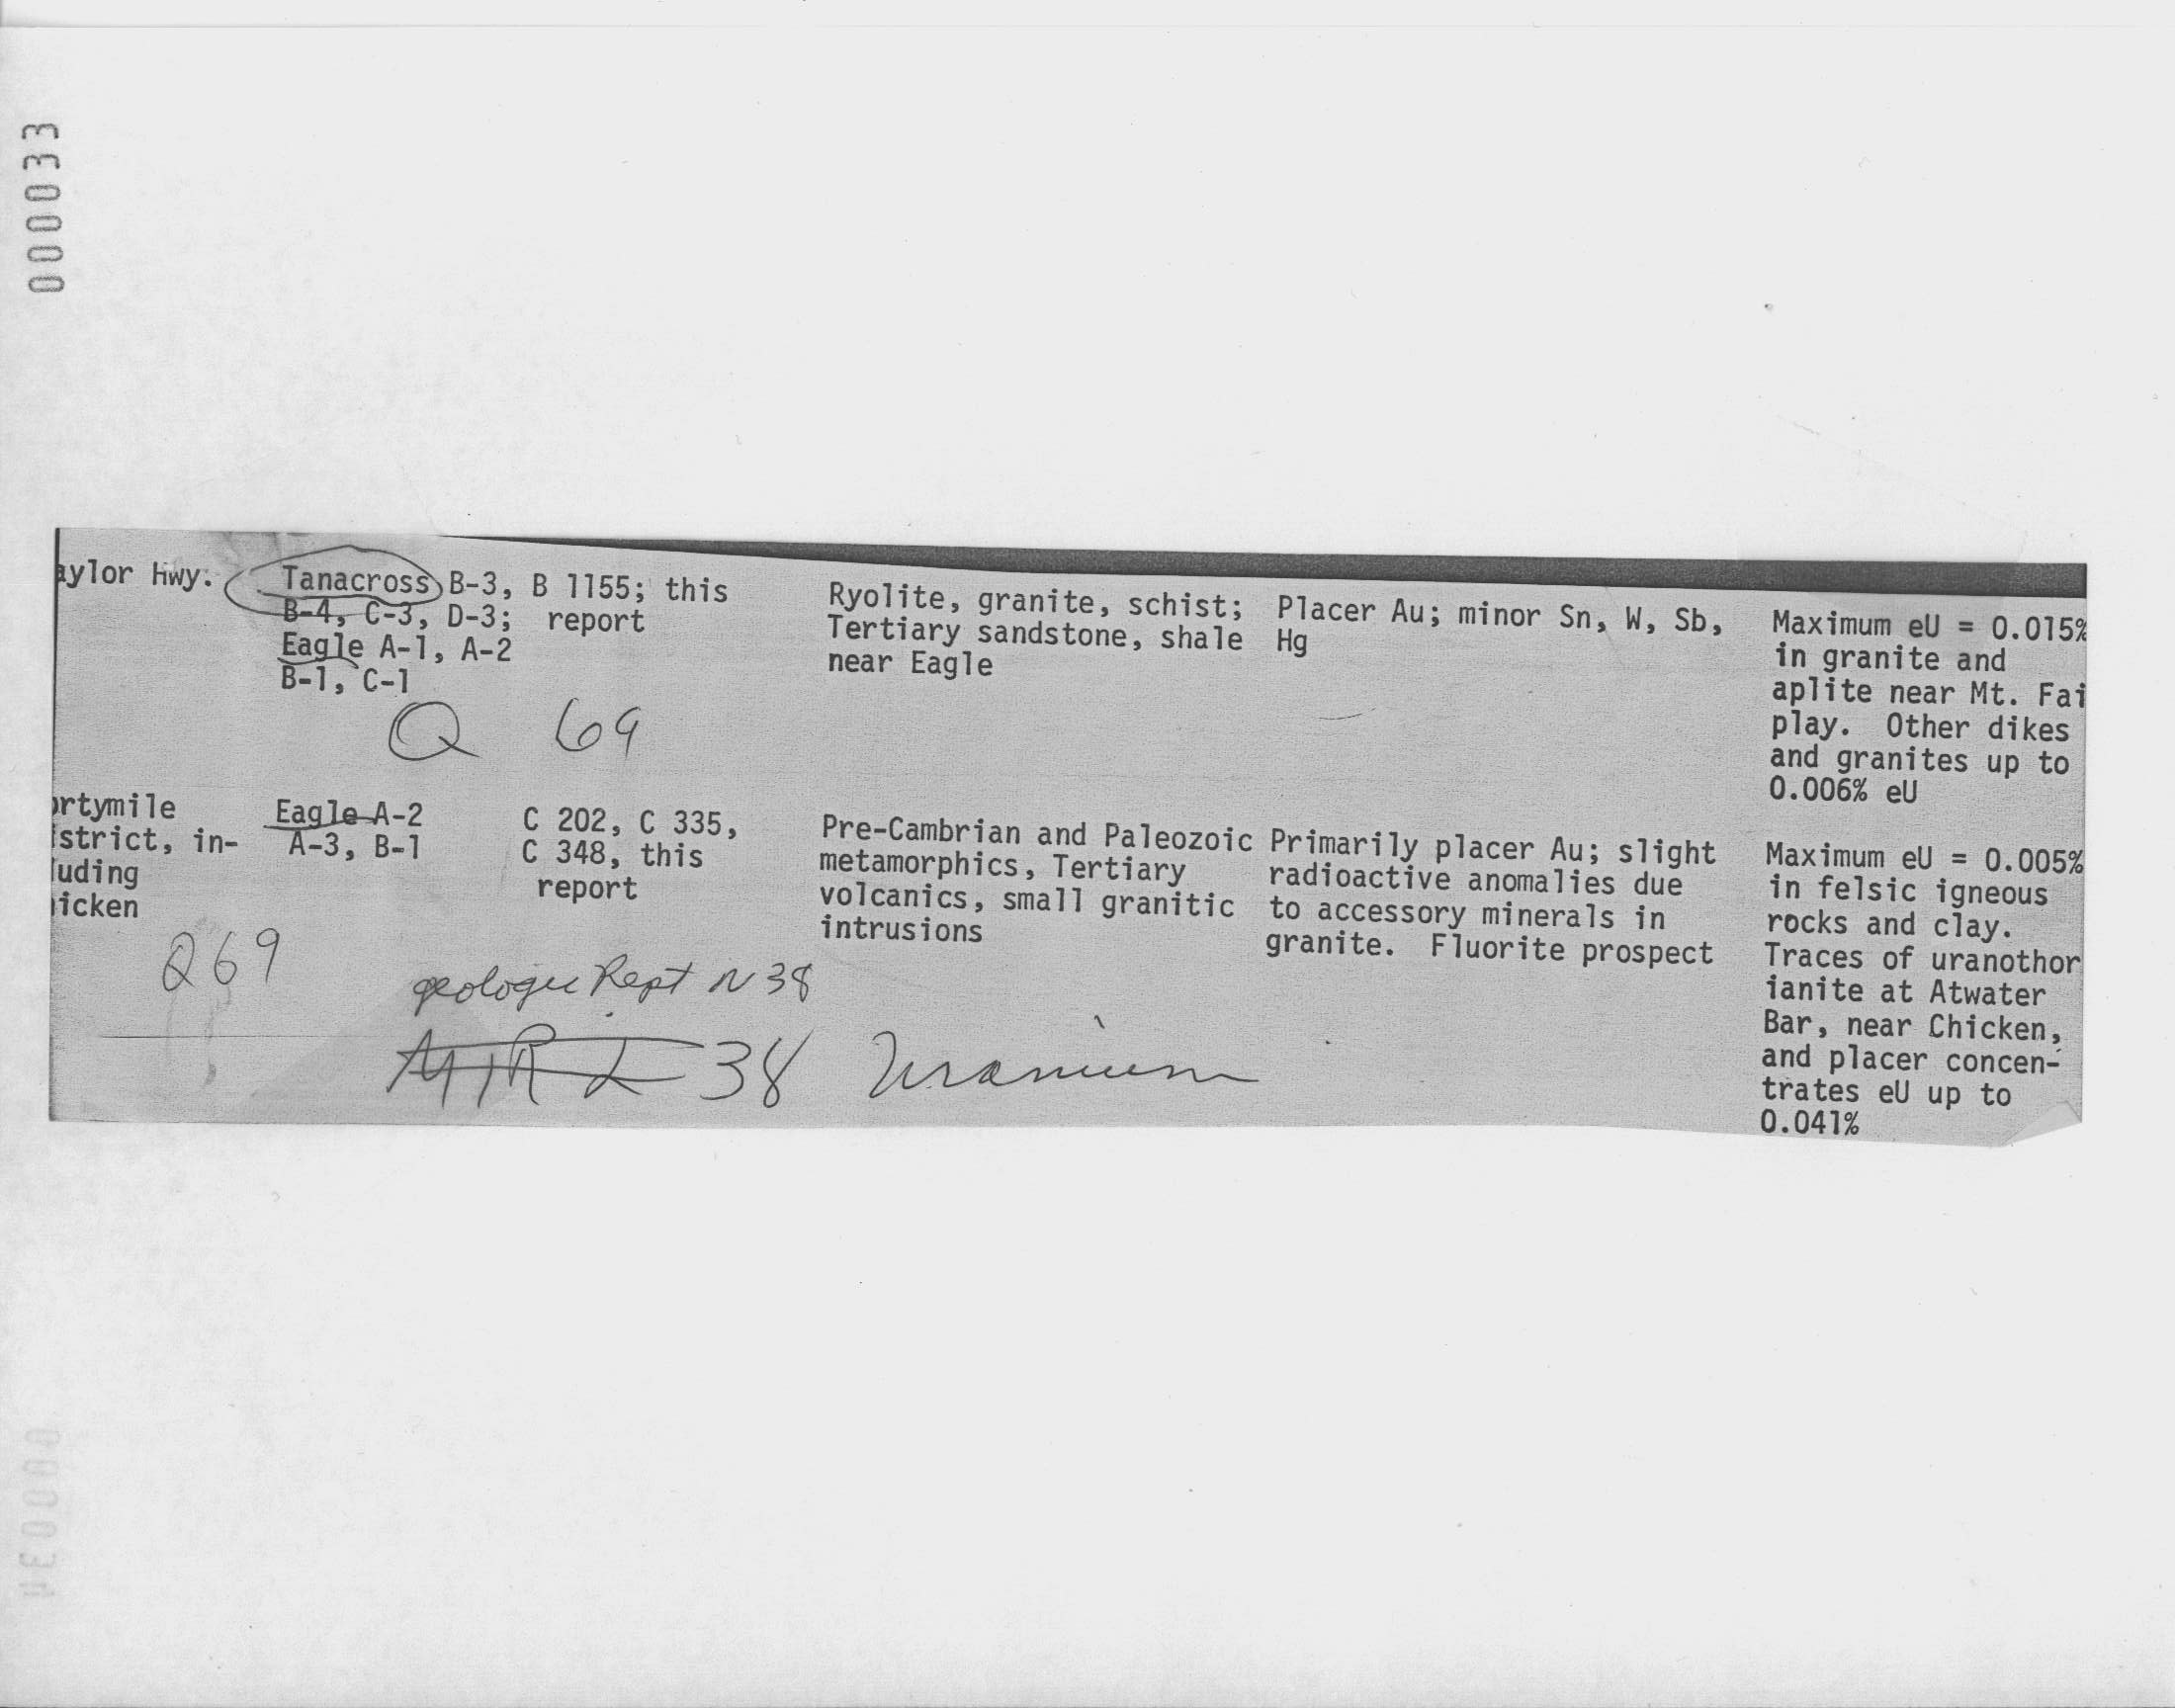 000033
aylor Hwy.
Tanacross B-3,
B-4, C-3, D-3;
Eagle A-1, A-2
B-1, C-1
B 1155; this
report
Ryolite, granite, schist;
Tertiary sandstone, shale
near Eagle
Placer Au; minor Sn, W, Sb,
Hg
Maximum eU = 0.015%
in granite and
aplite near Mt. Fai
play. Other dikes
and granites up to
0.006% eU
Q 69
ortymile
istrict, in-
luding
hicken
Eagle A-2
A-3, B-1
C 202, C 335,
C 348, this
report
Pre-Cambrian and Paleozoic
metamorphics, Tertiary
volcanics, small granitic
intrusions
Primarily placer Au; slight
radioactive anomalies due
to accessory minerals in
granite. Fluorite prospect
Maximum eU = 0.005%
in felsic igneous
rocks and clay.
Traces of uranothor
ianite at Atwater
Bar, near Chicken,
and placer concen-
trates eU up to
0.041%
Q69
geologic Rept N 38
38 Uranium
000034